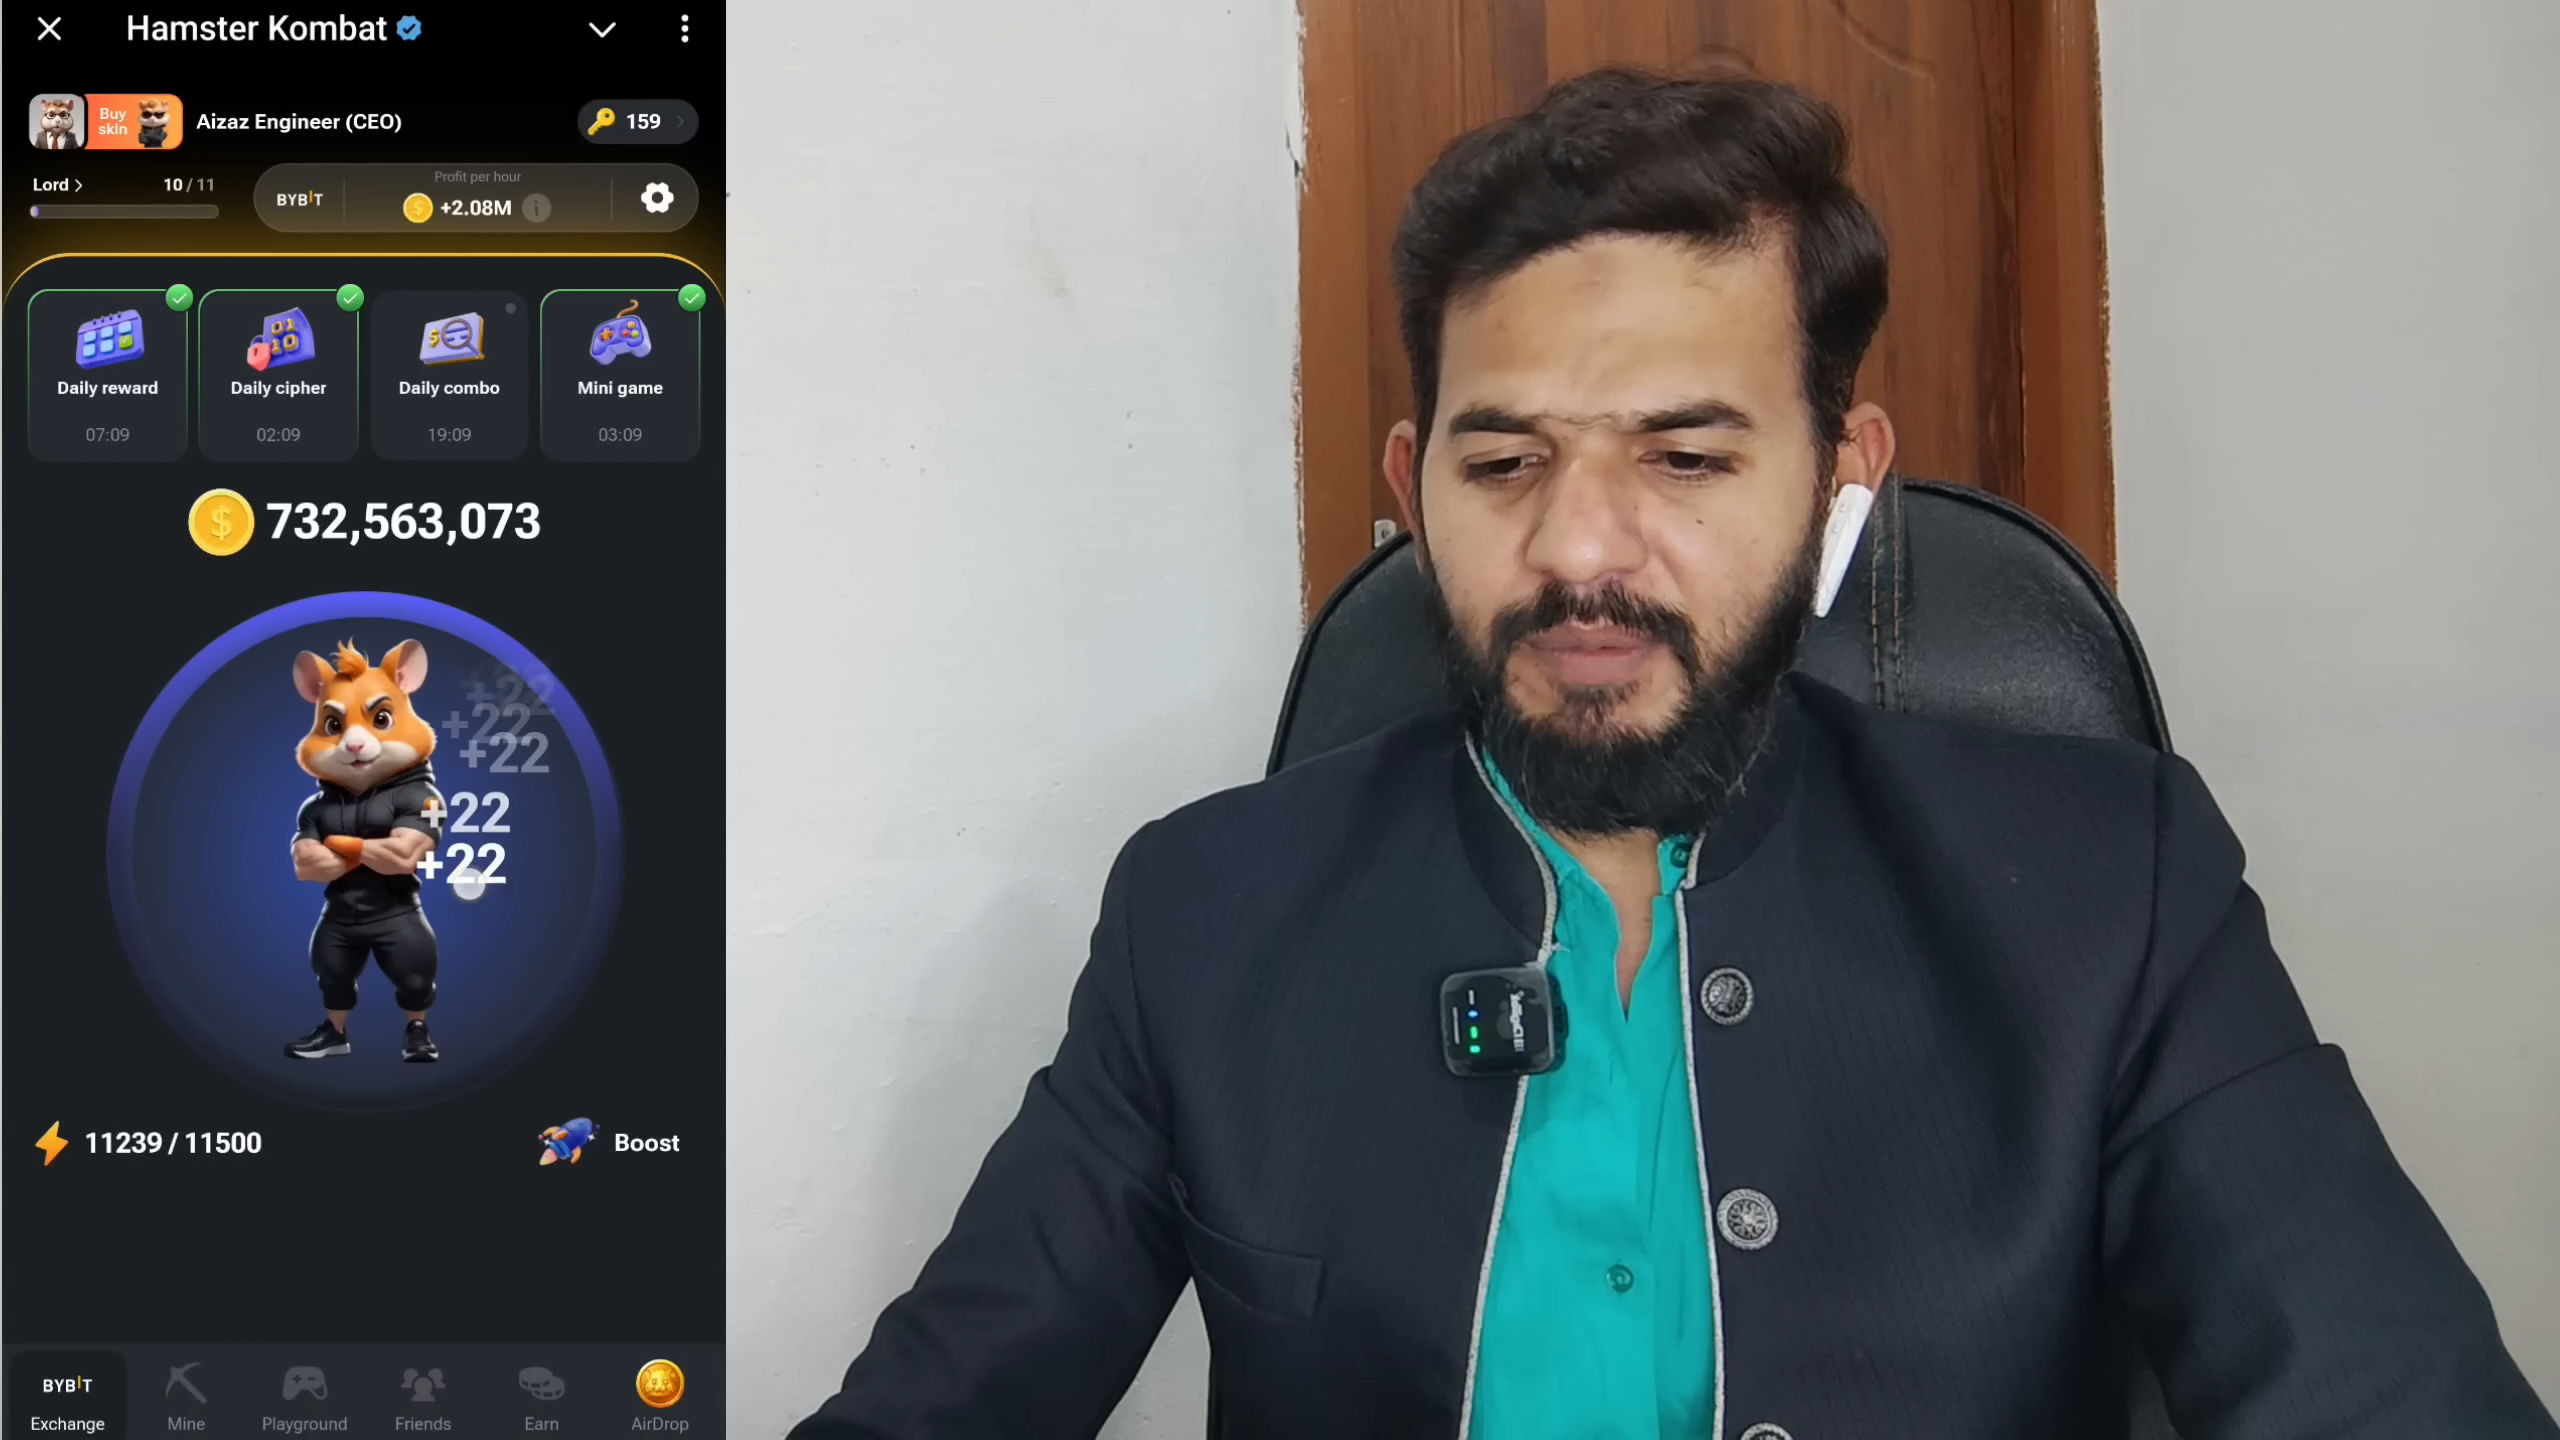 Hamster Kombat
Buy
skin
Aizaz Engineer (CEO)
159
Lord >
10 / 11
BYBIT
Profit per hour
+2.08M
Daily reward
07:09
Daily cipher
02:09
Daily combo
19:09
Mini game
03:09
732,563,073
+22
+22
+22
+22
+22
11239 / 11500
Boost
BYBIT
Exchange
Mine
Playground
Friends
Earn
AirDrop